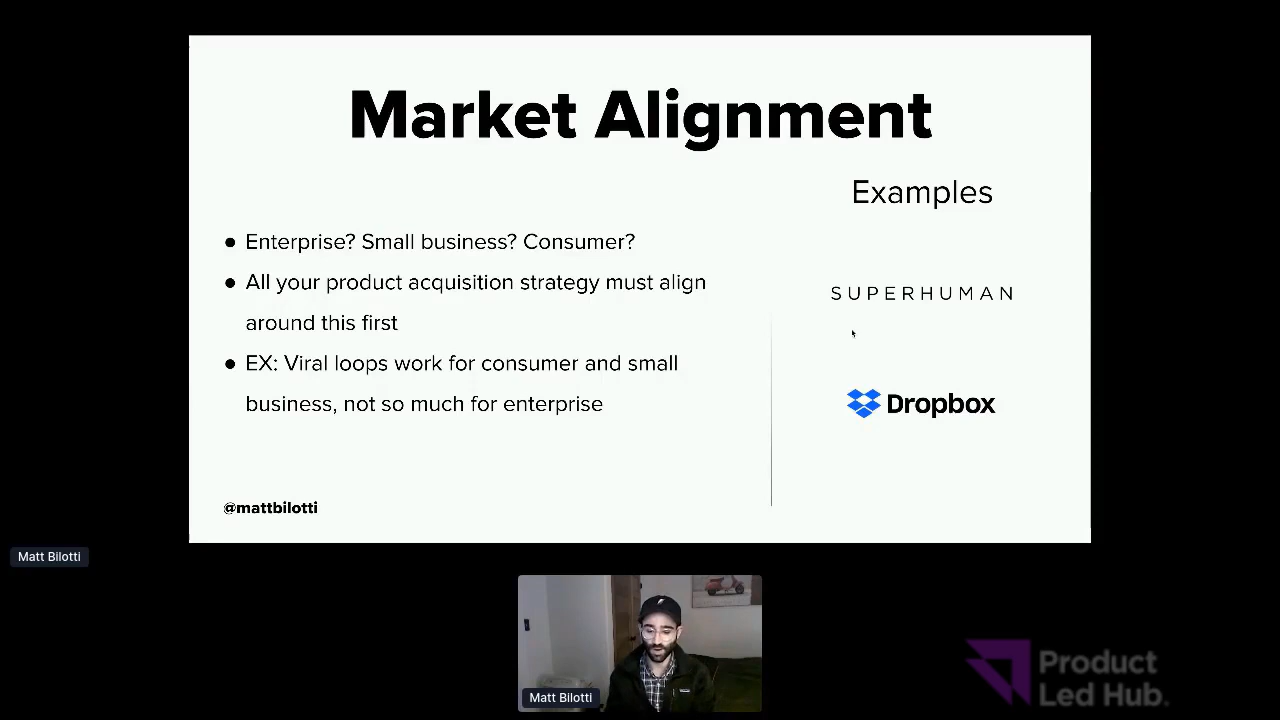 Market Alignment
Examples
● Enterprise? Small business? Consumer?
● All your product acquisition strategy must align
around this first
● EX: Viral loops work for consumer and small
business, not so much for enterprise
SUPERHUMAN
Dropbox
@mattbilotti
Matt Bilotti
Matt Bilotti
Product
Led Hub.